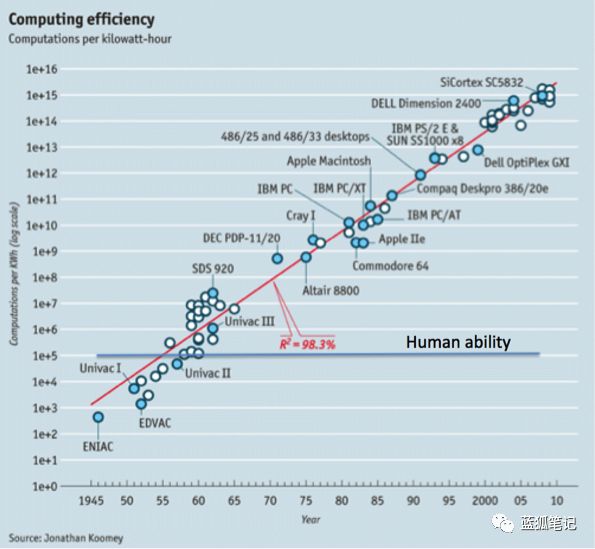 Computing efficiency
Computations per kilowatt-hour
Computations per KWh (log scale)
1e+16
1e+15
1e+14
1e+13
1e+12
1e+11
1e+10
1e+9
1e+8
1e+7
1e+6
1e+5
1e+4
1e+3
1e+2
1e+1
1e+0
SiCortex SC5832
DELL Dimension 2400
IBM PS/2 E &
SUN SS1000 x8
486/25 and 486/33 desktops
Dell OptiPlex GXI
Apple Macintosh
Compaq Deskpro 386/20e
IBM PC
IBM PC/XT
IBM PC/AT
Cray I
Apple IIe
DEC PDP-11/20
Commodore 64
SDS 920
Altair 8800
Univac III
R² = 98.3%
Human ability
Univac I
Univac II
EDVAC
ENIAC
1945 50 55 60 65 70 75 80 85 90 95 2000 05 10
Year
Source: Jonathan Koomey
蓝狐笔记